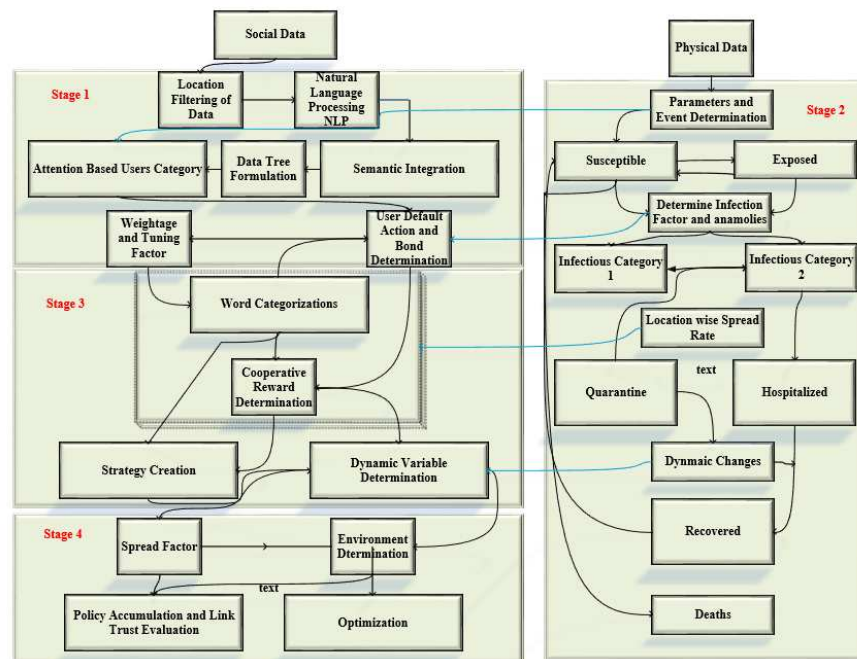 Social Data
Physical Data
Stage 1
Location
Filtering of
Data
Natural
Language
Processing
NLP
Attention Based Users Category
Data Tree
Formulation
Semantic Integration
Weightage
and Tuning
Factor
User Default
Action and
Bond
Determination
Stage 3
Word Categorizations
Cooperative
Reward
Determination
Strategy Creation
Dynamic Variable
Determination
Stage 4
Spread Factor
Environment
Dtermination
text
Policy Accumulation and Link
Trust Evaluation
Optimization
Stage 2
Parameters and
Event Determination
Susceptible
Exposed
Determine Infection
Factor and anamolies
Infectious Category
1
Infectious Category
2
Location wise Spread
Rate
text
Quarantine
Hospitalized
Dynmaic Changes
Recovered
Deaths